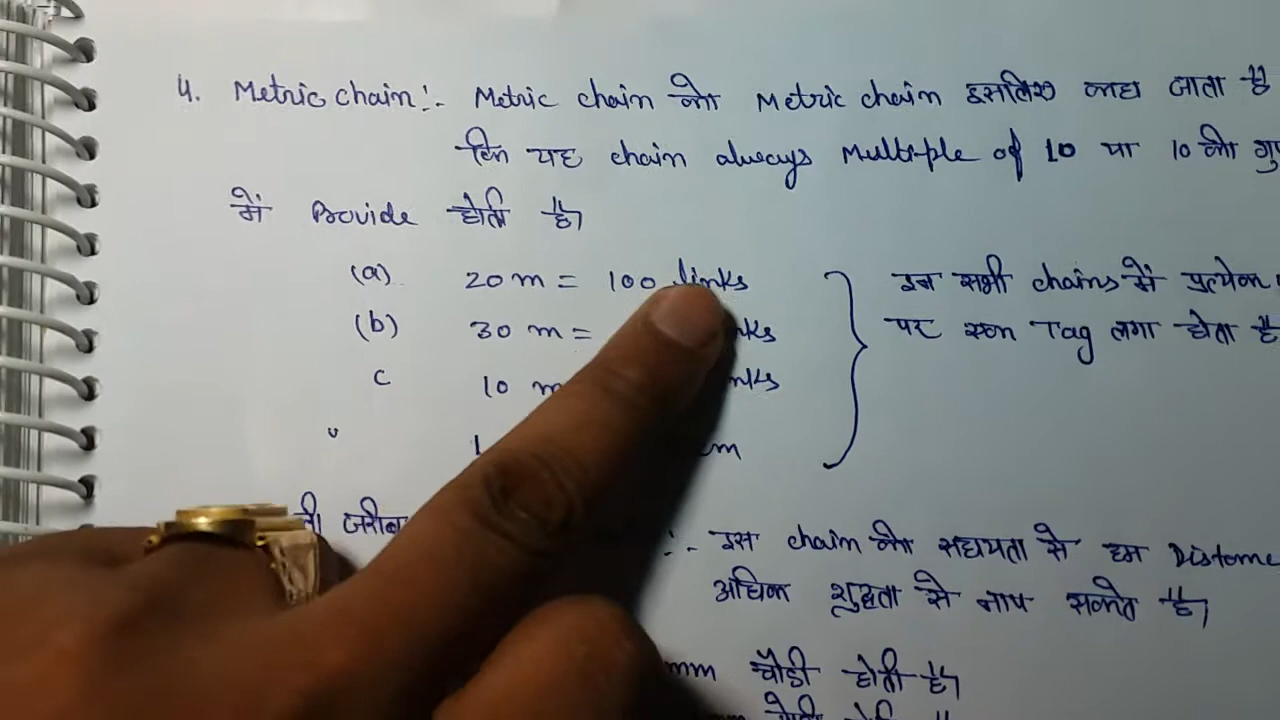 4. Metric chain:- Metric chain को Metric chain इसलिए कहा जाता है
कि यह chain always Multiple of 10 या 10 की
में Provide होती है।
(a) 20 m = 100 links इन सभी chains में प्रत्येक
(b) 30 m = पर एक Tag लगा होता है
C 10
1
जरीब :- इस chain की सहायता से हम
अधिक शुद्धता से नाप सकते है।
mm चौडी होती है।